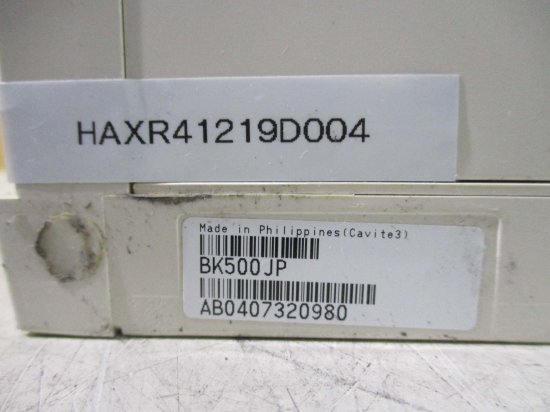 HAXR41219D004
Made in Philippines(Cavite3)
BK500JP
AB0407320980